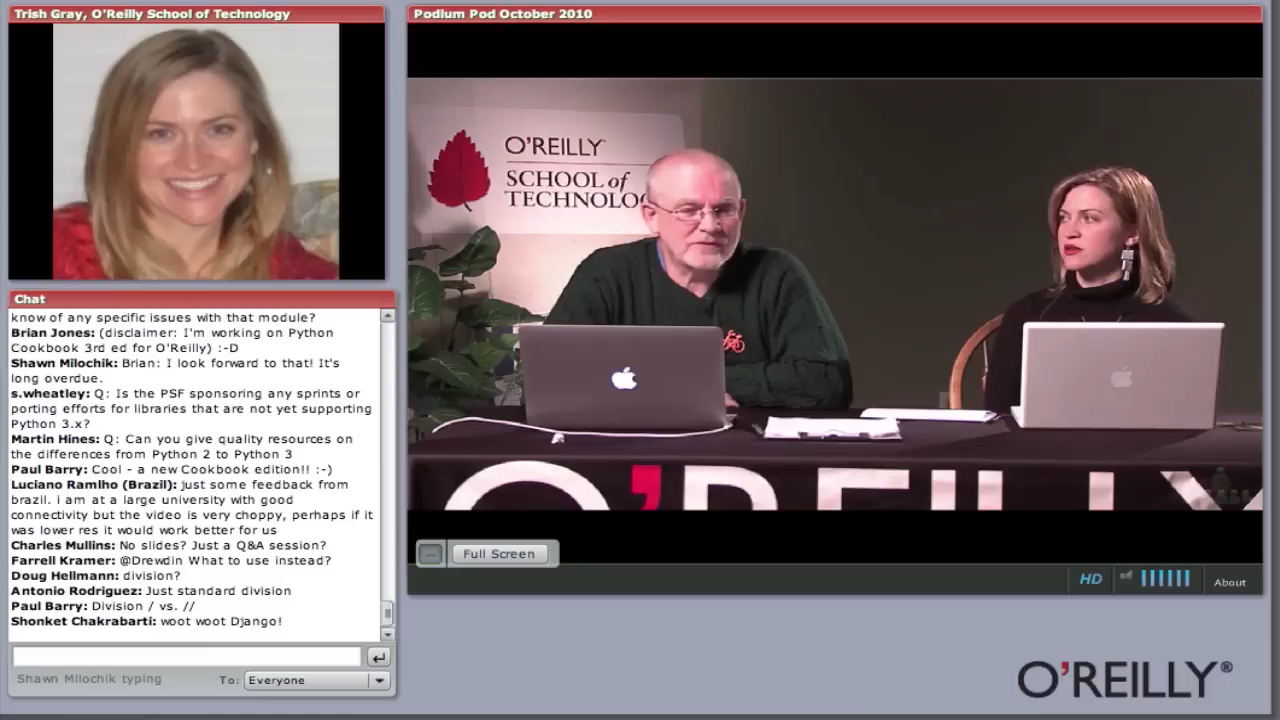 Trish Gray, O'Reilly School of Technology
Podium Pod October 2010
O'REILLY
SCHOOL of
TECHNOLO
O'REILLY
Full Screen
HD
About
Chat
know of any specific issues with that module?
Brian Jones: (disclaimer: I'm working on Python
Cookbook 3rd ed for O'Reilly) :-D
Shawn Milochik: Brian: I look forward to that! It's
long overdue.
s.wheatley: Q: Is the PSF sponsoring any sprints or
porting efforts for libraries that are not yet supporting
Python 3.x?
Martin Hines: Q: Can you give quality resources on
the differences from Python 2 to Python 3
Paul Barry: Cool - a new Cookbook edition!! :-)
Luciano Ramlho (Brazil): just some feedback from
brazil. i am at a large university with good
connectivity but the video is very choppy, perhaps if it
was lower res it would work better for us
Charles Mullins: No slides? Just a Q&A session?
Farrell Kramer: @Drewdin What to use instead?
Doug Hellmann: division?
Antonio Rodriguez: Just standard division
Paul Barry: Division / vs. //
Shonket Chakrabarti: woot woot Django!
Shawn Milochik typing
To: Everyone
O'REILLY®